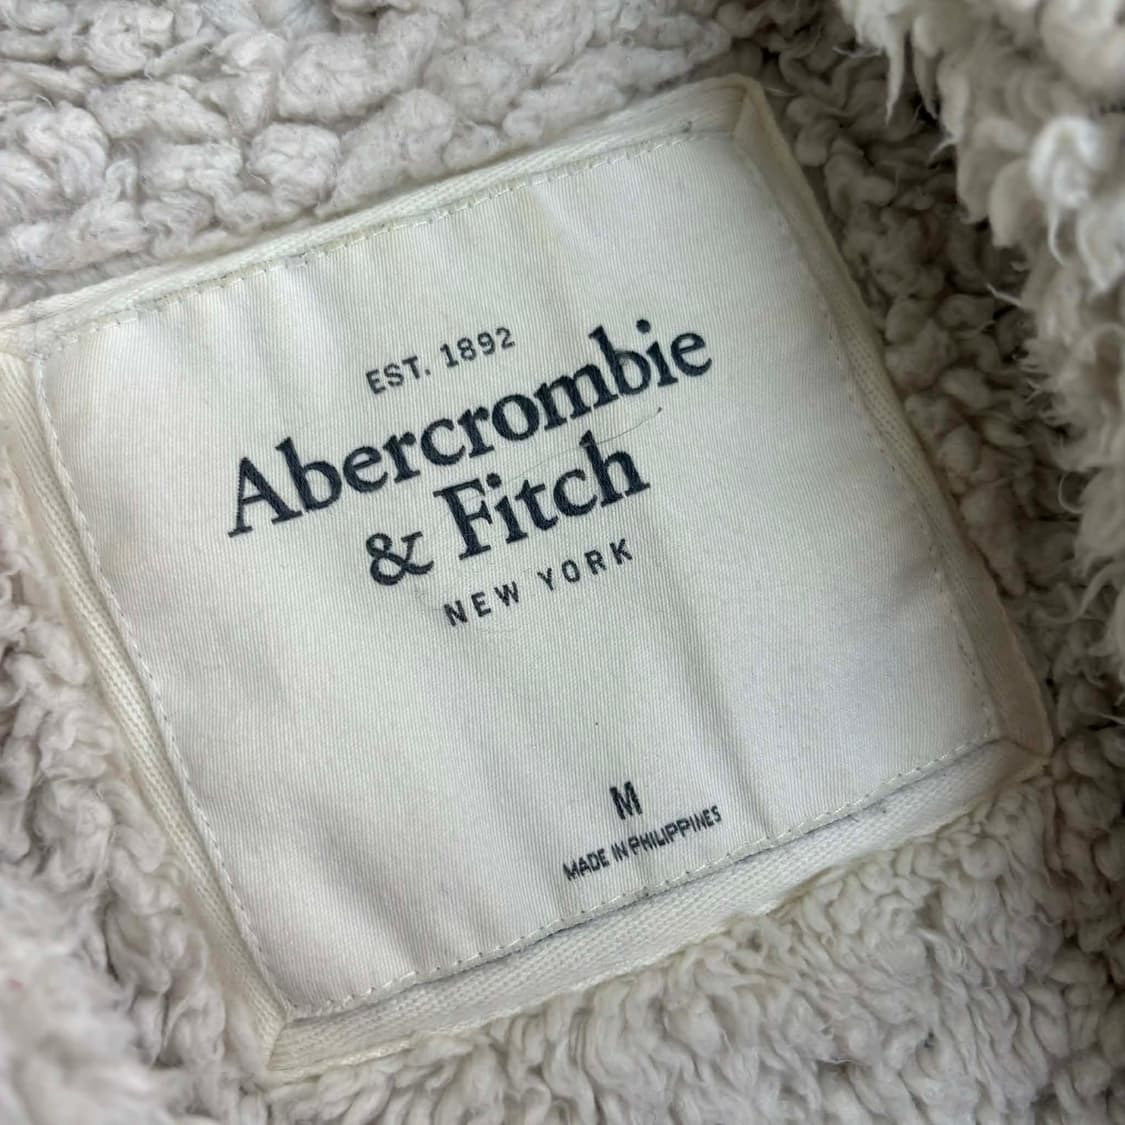 EST. 1892
Abercrombie
& Fitch
NEW YORK
M
MADE IN PHILIPPINES